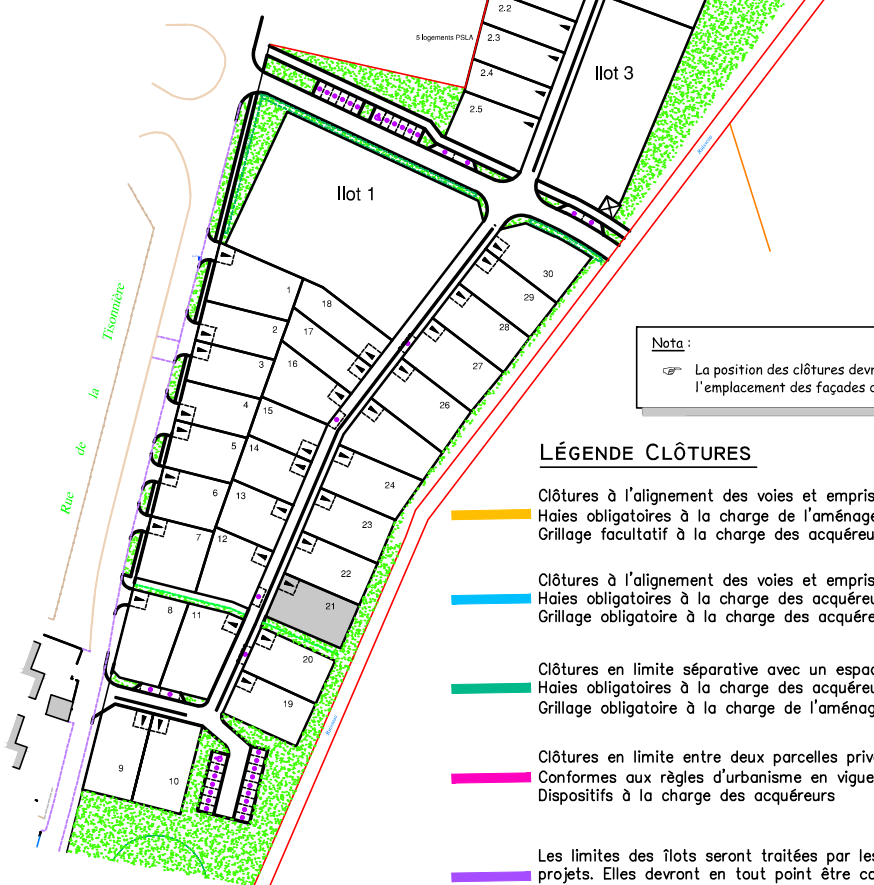 2.2
5 logements PSLA
2.3
2.4
2.5
Ilot 3
Ruisseau
Ilot 1
30
29
28
27
26
24
23
22
21
20
19
1
2
3
4
5
6
7
8
9
10
11
12
13
14
15
16
17
18
Rue de la Tisonnière
Ruisseau
Nota :
☞ La position des clôtures devr
l'emplacement des façades
LÉGENDE CLÔTURES
Clôtures à l'alignement des voies et empris
Haies obligatoires à la charge de l'aménage
Grillage facultatif à la charge des acquéreu
Clôtures à l'alignement des voies et empris
Haies obligatoires à la charge des acquéreu
Grillage obligatoire à la charge des acquére
Clôtures en limite séparative avec un espac
Haies obligatoires à la charge des acquéreu
Grillage obligatoire à la charge de l'aménag
Clôtures en limite entre deux parcelles priv
Conformes aux règles d'urbanisme en vigue
Dispositifs à la charge des acquéreurs
Les limites des îlots seront traitées par les
projets. Elles devront en tout point être co